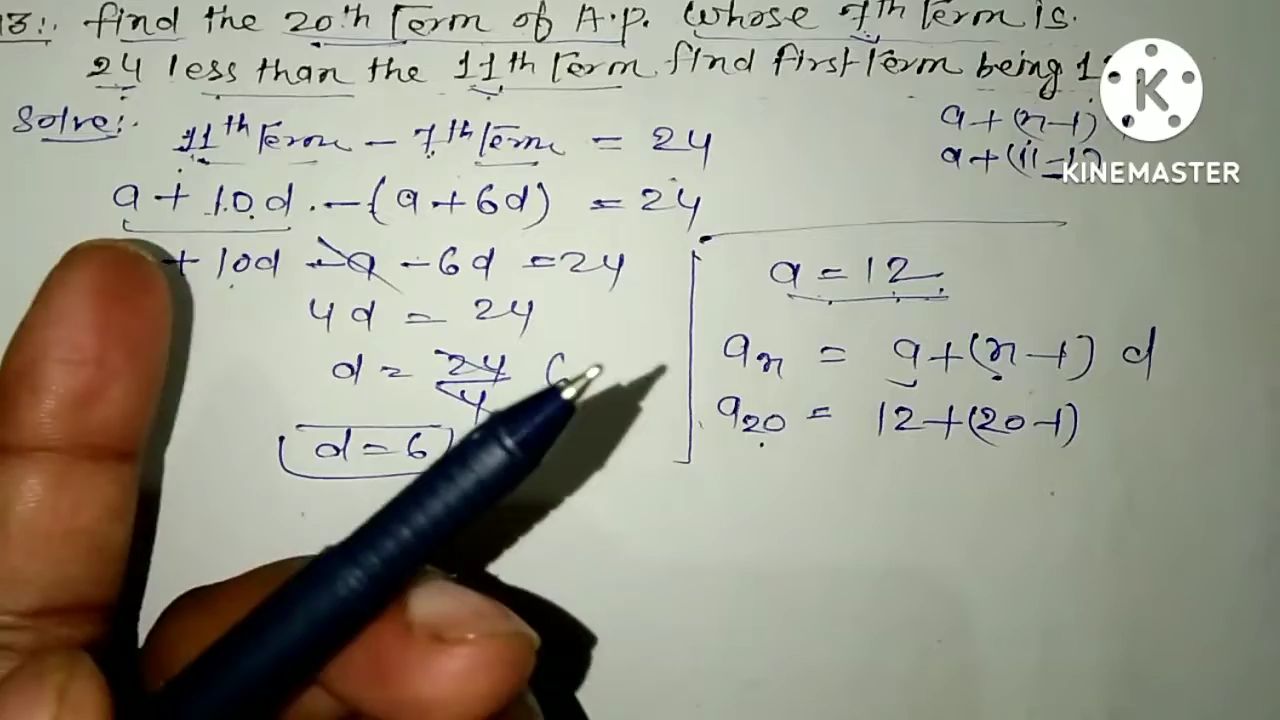 13:. find the 20th Term of A.P. whose 7th Term is.
24 less than the 11th Term. find first Term being
Solve:.
11th Term - 7th Term = 24
a + 10d - (a + 6d) = 24
+ 10d - a - 6d = 24
4d = 24
d = 24/4
d = 6
a + (n-1)
a + (11-1)
K
KINEMASTER
a = 12
an = a + (n-1) d
a20 = 12 + (20-1)